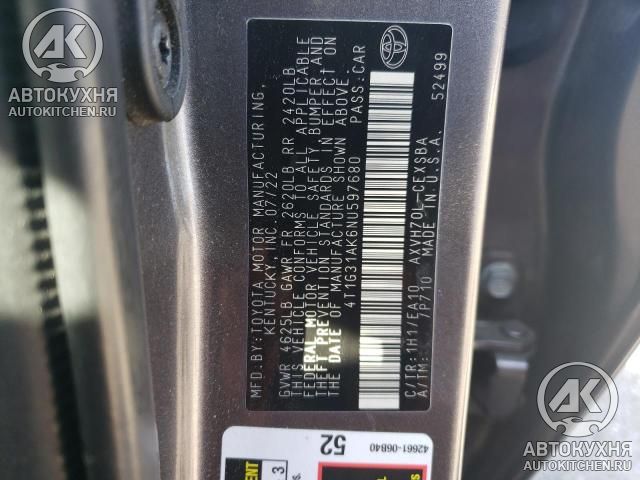 AK
АВТОКУХНЯ
AUTOKITCHEN.RU
MFD.BY:TOYOTA MOTOR MANUFACTURING,
KENTUCKY, INC. 07/22
GVWR 4625LB GAWR FR 2620LB RR 2420LB
THIS VEHICLE CONFORMS TO ALL APPLICABLE
FEDERAL MOTOR VEHICLE SAFETY, BUMPER, AND
THEFT PREVENTION STANDARDS IN EFFECT ON
THE DATE OF MANUFACTURE SHOWN ABOVE.
4T1G31AK6NU597680 PASS.CAR
C/TR:1H1/EA10 AXVH70L-CEXSBA
A/TM: /P710 MADE IN U.S.A. 52499
52
42661-06B40
3
AK
АВТОКУХНЯ
AUTOKITCHEN.RU